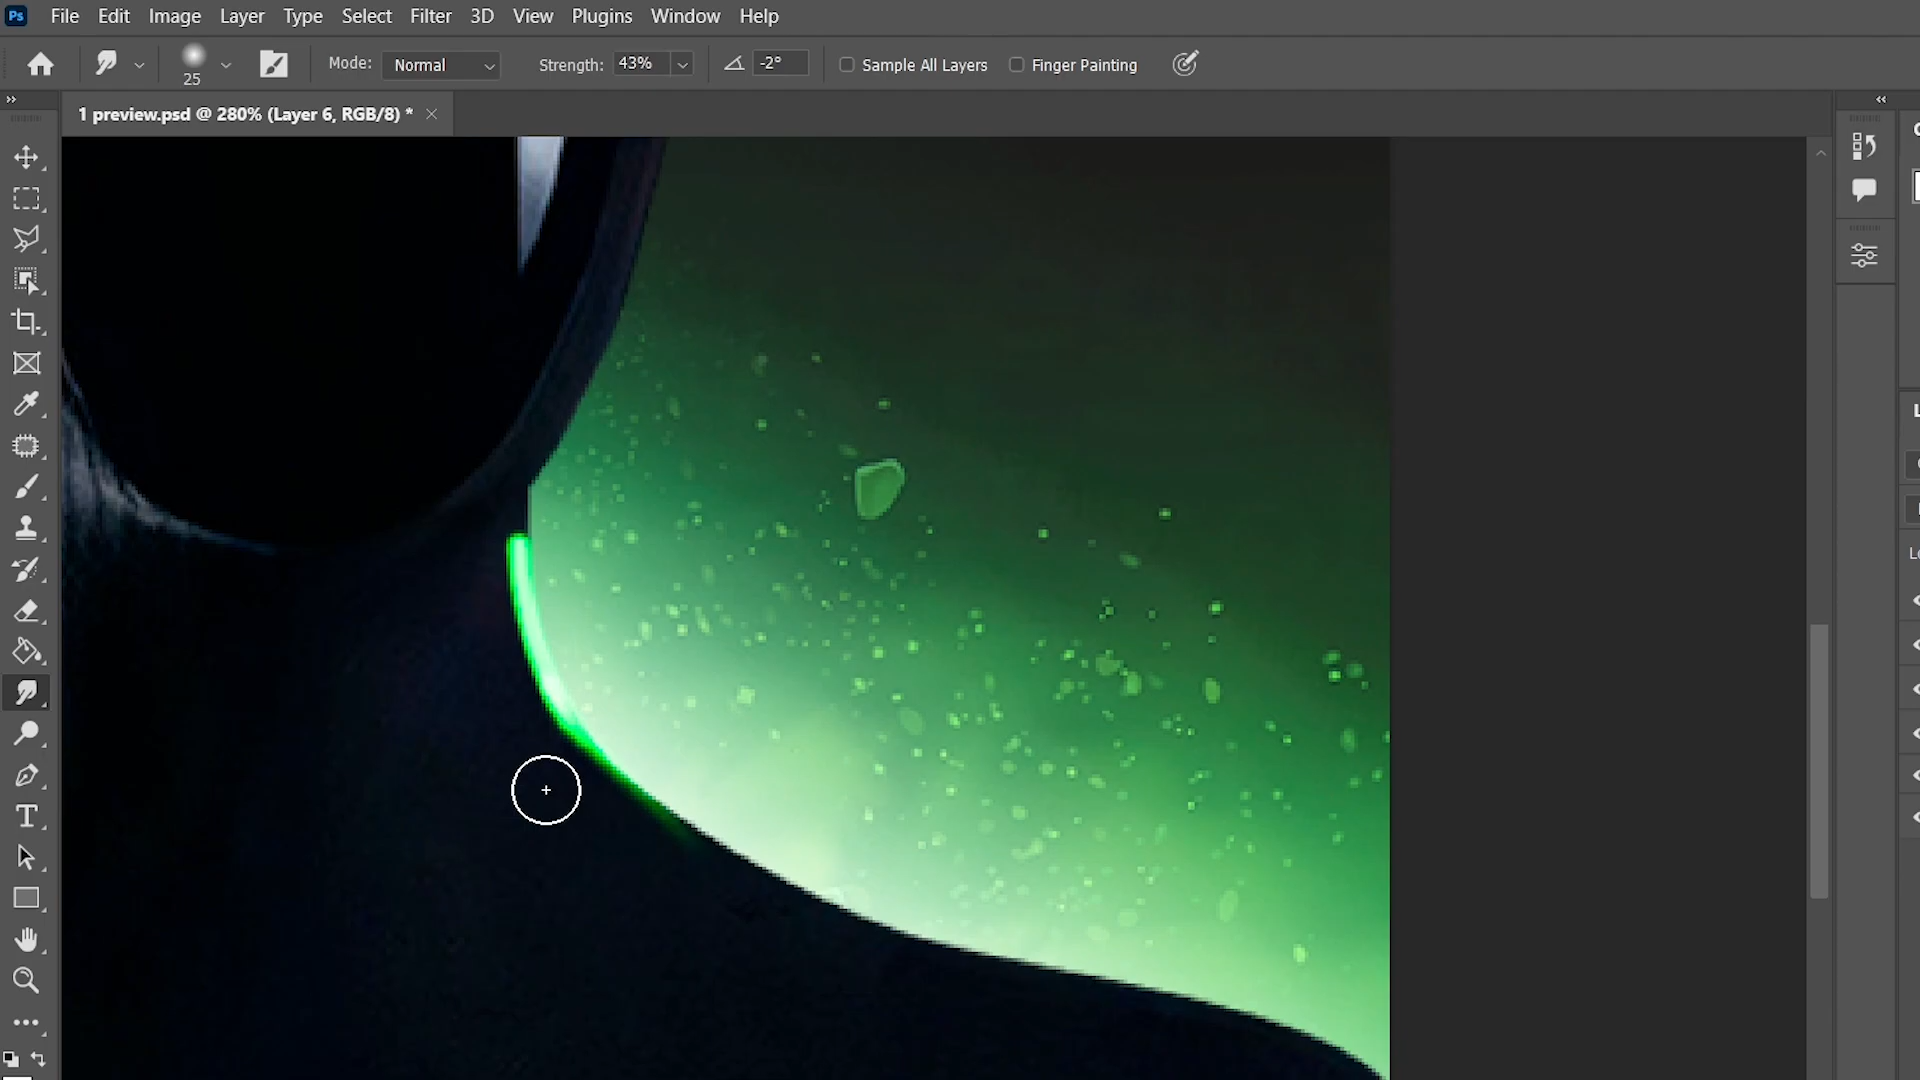 Ps File Edit Image Layer Type Select Filter 3D View Plugins Window Help
25 Mode: Normal Strength: 43% -2° Sample All Layers Finger Painting
1 preview.psd @ 280% (Layer 6, RGB/8) *
T